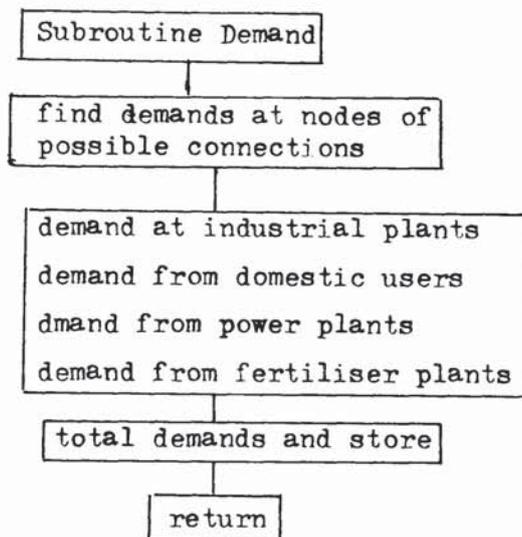 Subroutine Demand
find demands at nodes of
possible connections
demand at industrial plants
demand from domestic users
dmand from power plants
demand from fertiliser plants
total demands and store
return